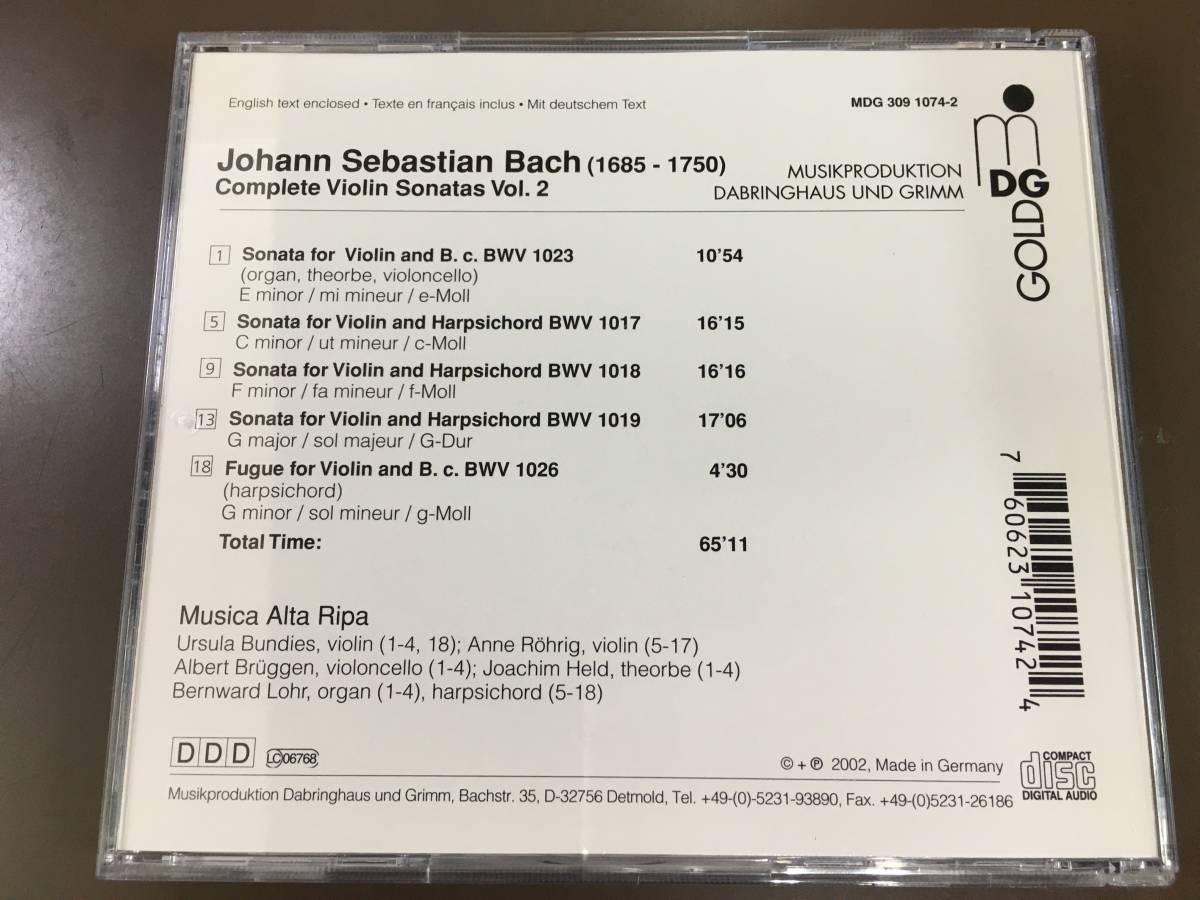 English text enclosed • Texte en français inclus • Mit deutschem Text
MDG 309 1074-2
Johann Sebastian Bach (1685 - 1750)
Complete Violin Sonatas Vol. 2
MUSIKPRODUKTION
DABRINGHAUS UND GRIMM
m
DG
GOLD
1 Sonata for Violin and B. c. BWV 1023 10’54
(organ, theorbe, violoncello)
E minor / mi mineur / e-Moll
5 Sonata for Violin and Harpsichord BWV 1017 16’15
C minor / ut mineur / c-Moll
9 Sonata for Violin and Harpsichord BWV 1018 16’16
F minor / fa mineur / f-Moll
13 Sonata for Violin and Harpsichord BWV 1019 17’06
G major / sol majeur / G-Dur
18 Fugue for Violin and B. c. BWV 1026 4’30
(harpsichord)
G minor / sol mineur / g-Moll
Total Time: 65’11
7 60623 10742 4
Musica Alta Ripa
Ursula Bundies, violin (1-4, 18); Anne Röhrig, violin (5-17)
Albert Brüggen, violoncello (1-4); Joachim Held, theorbe (1-4)
Bernward Lohr, organ (1-4), harpsichord (5-18)
DDD LC 06768
© + ℗ 2002, Made in Germany
COMPACT
disc
DIGITAL AUDIO
Musikproduktion Dabringhaus und Grimm, Bachstr. 35, D-32756 Detmold, Tel. +49-(0)-5231-93890, Fax. +49-(0)5231-26186